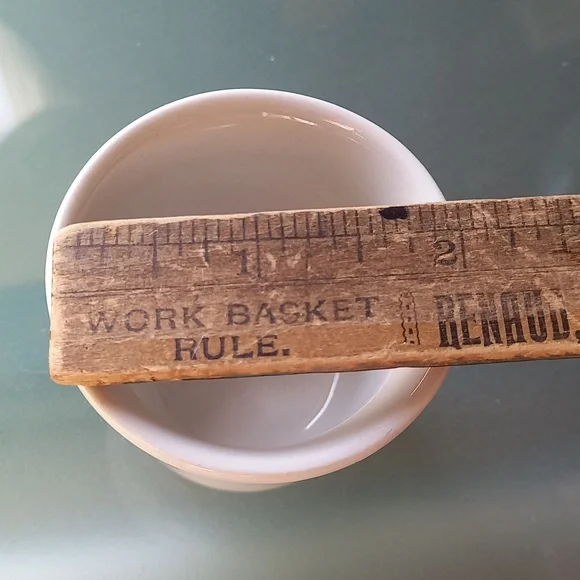 1 2
WORK BASKET RENAUD
RULE.